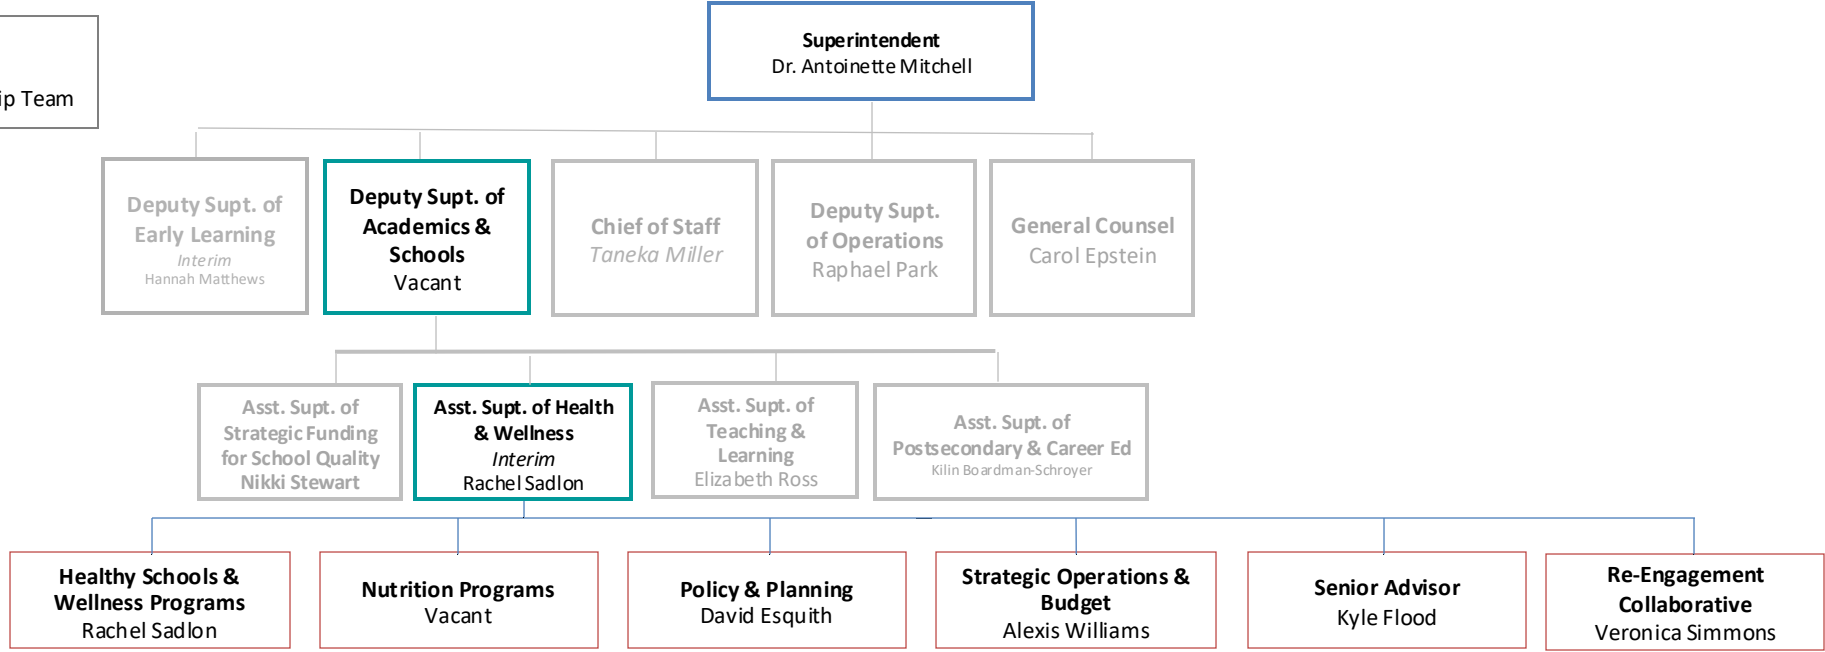 Superintendent
Dr. Antoinette Mitchell
Team
Deputy Supt. of
Early Learning
Interim
Hannah Matthews
Deputy Supt. of
Academics &
Schools
Vacant
Chief of Staff
Taneka Miller
Deputy Supt.
of Operations
Raphael Park
General Counsel
Carol Epstein
Asst. Supt. of
Strategic Funding
for School Quality
Nikki Stewart
Asst. Supt. of Health
& Wellness
Interim
Rachel Sadlon
Asst. Supt. of
Teaching &
Learning
Elizabeth Ross
Asst. Supt. of
Postsecondary & Career Ed
Kilin Boardman-Schroyer
Healthy Schools &
Wellness Programs
Rachel Sadlon
Nutrition Programs
Vacant
Policy & Planning
David Esquith
Strategic Operations &
Budget
Alexis Williams
Senior Advisor
Kyle Flood
Re-Engagement
Collaborative
Veronica Simmons